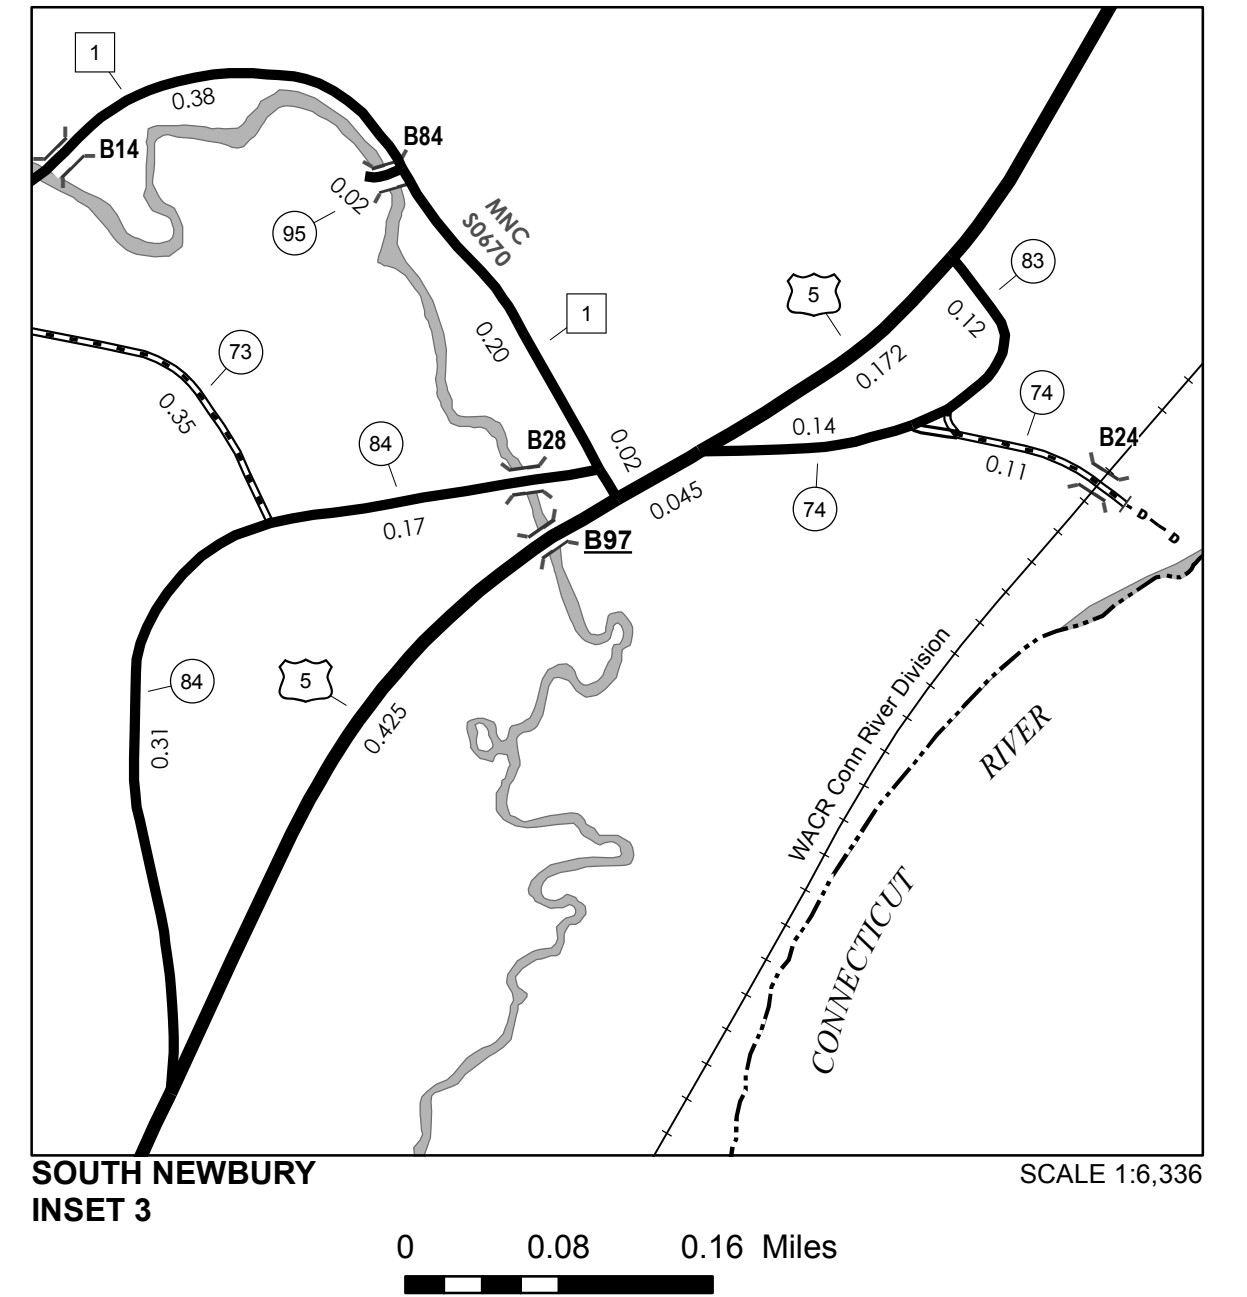 1
0.38
B14
B84
0.02
95
MNC
S0670
83
5
0.12
1
0.20
73
0.172
0.35
74
84
B28
0.14
B24
0.02
0.11
0.17
0.045
74
B97
D
D
84
5
0.31
0.425
WACR Conn River Division
RIVER
CONNECTICUT
SOUTH NEWBURY
SCALE 1:6,336
INSET 3
0 0.08 0.16 Miles